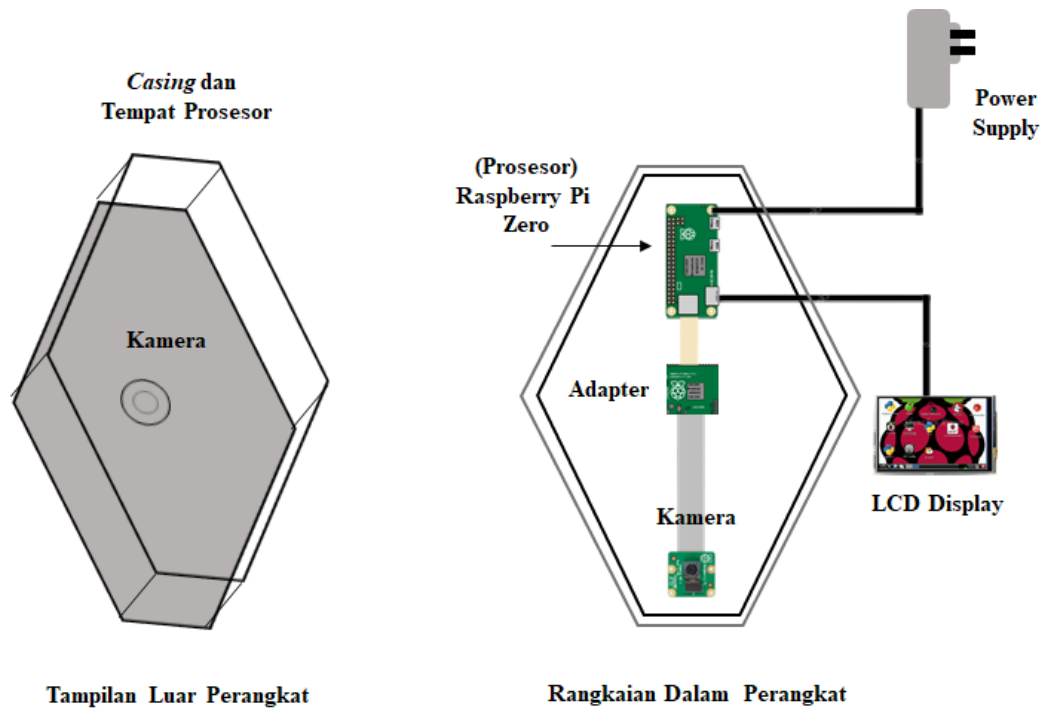 Casing dan
Tempat Prosesor
Kamera
Tampilan Luar Perangkat
Power
Supply
(Prosesor)
Raspberry Pi
Zero
Adapter
Kamera
LCD Display
Rangkaian Dalam Perangkat